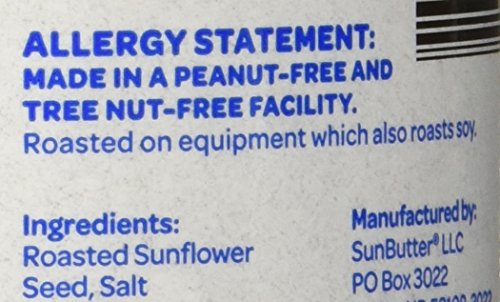 ALLERGY STATEMENT:
MADE IN A PEANUT-FREE AND
TREE NUT-FREE FACILITY.
Roasted on equipment which also roasts soy.
Ingredients:
Roasted Sunflower
Seed, Salt
Manufactured by:
SunButter® LLC
PO Box 3022